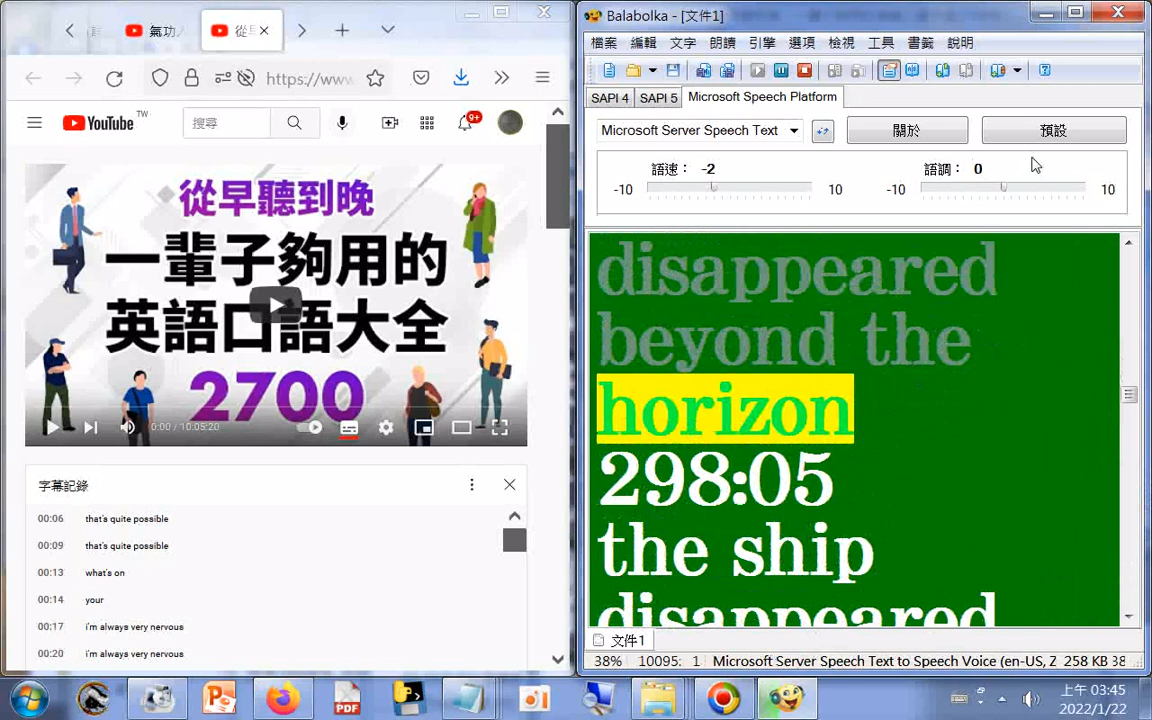 氣功人
從
https://www
YouTube TW
搜尋
9+
從早聽到晚
一輩子夠用的
英語口語大全
2700
0:00 / 10:05:20
字幕記錄
00:06 that's quite possible
00:09 that's quite possible
00:13 what's on
00:14 your
00:17 i'm always very nervous
00:20 i'm always very nervous
Balabolka - [文件1]
檔案 編輯 文字 朗讀 引擎 選項 檢視 工具 書籤 說明
SAPI 4 SAPI 5 Microsoft Speech Platform
Microsoft Server Speech Text 關於 預設
語速： -2 語調： 0
-10 10 -10 10
disappeared
beyond the
horizon
298:05
the ship
disappeared
文件1
38% 10095: 1 Microsoft Server Speech Text to Speech Voice (en-US, Z 258 KB 38
PDF
上午 03:45
2022/1/22